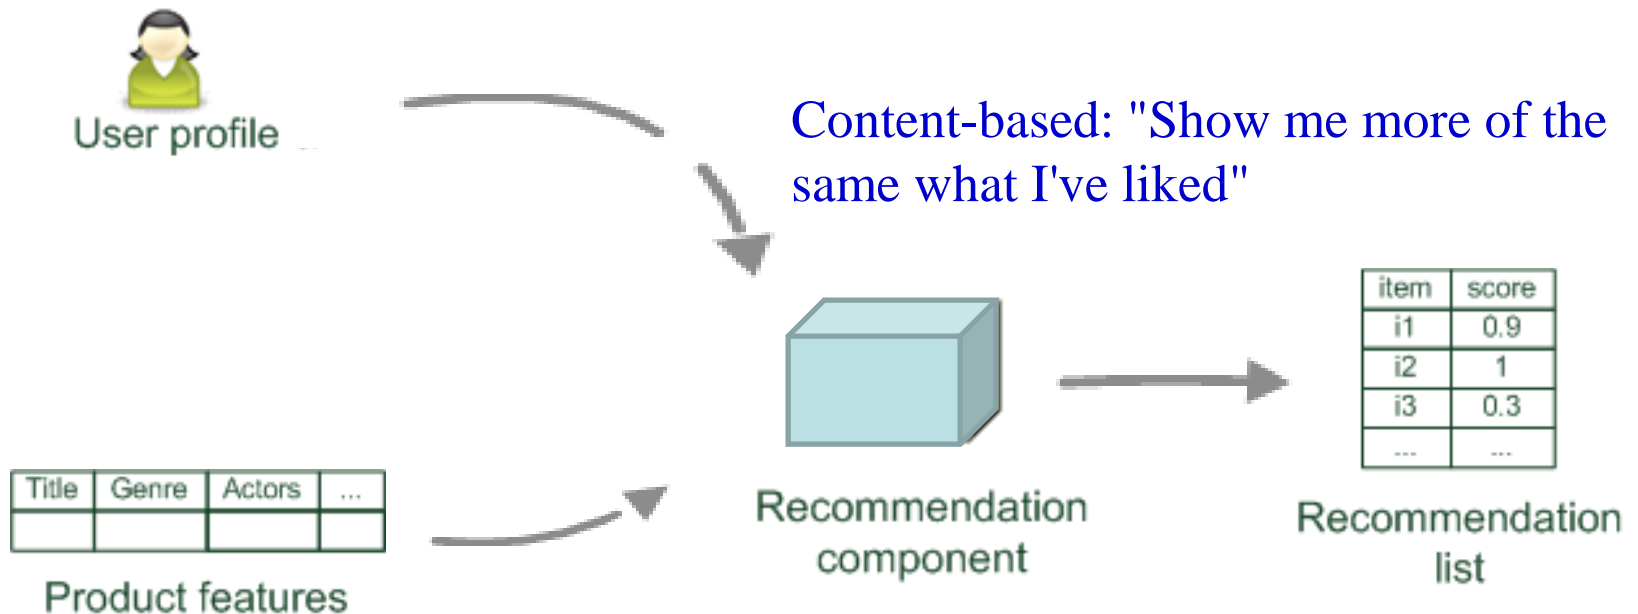 User profile
Content-based: "Show me more of the
same what I've liked"
item score
i1 0.9
i2 1
i3 0.3
... ...
Title Genre Actors ...
Product features
Recommendation
component
Recommendation
list